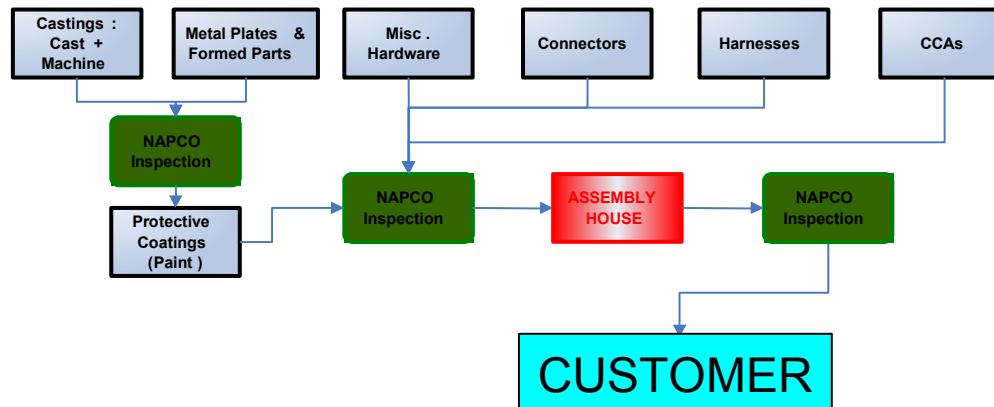 Castings :
Cast +
Machine
Metal Plates &
Formed Parts
Misc .
Hardware
Connectors
Harnesses
CCAs
NAPCO
Inspection
Protective
Coatings
(Paint )
NAPCO
Inspection
ASSEMBLY
HOUSE
NAPCO
Inspection
CUSTOMER